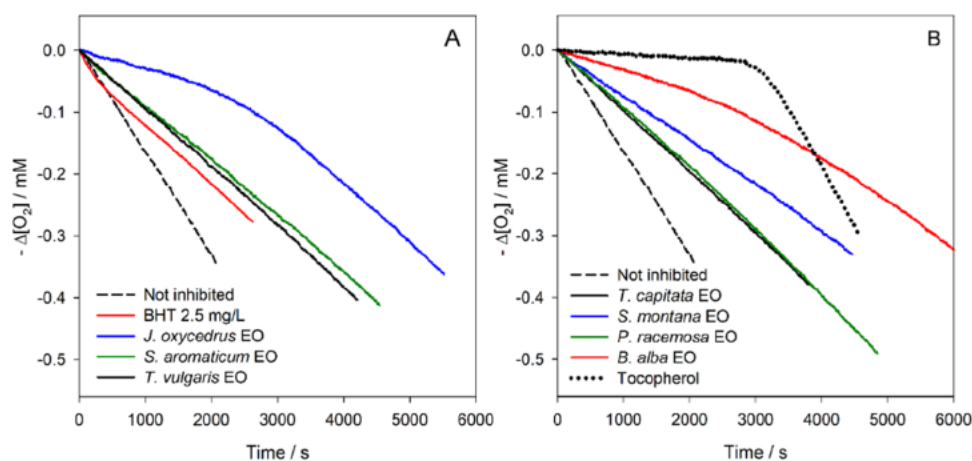 A
0.0
-0.1
-0.2
-0.3
-0.4
-0.5
- Δ[O₂] / mM
Not inhibited
BHT 2.5 mg/L
J. oxycedrus EO
S. aromaticum EO
T. vulgaris EO
0 1000 2000 3000 4000 5000 6000
Time / s
B
0.0
-0.1
-0.2
-0.3
-0.4
-0.5
- Δ[O₂] / mM
Not inhibited
T. capitata EO
S. montana EO
P. racemosa EO
B. alba EO
Tocopherol
0 1000 2000 3000 4000 5000 6000
Time / s